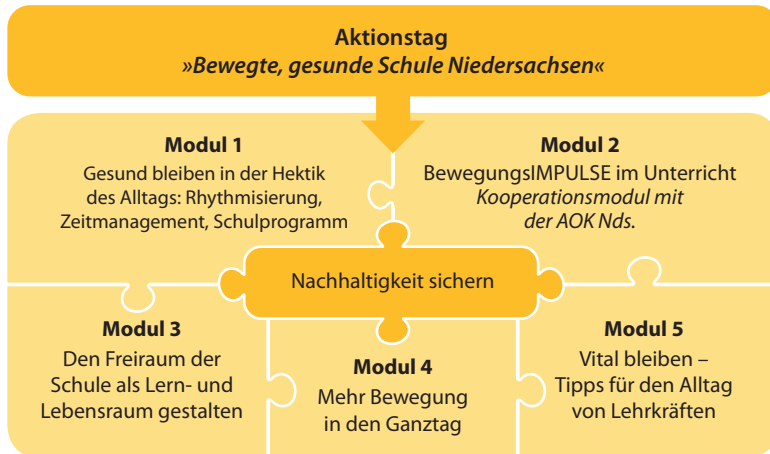 Aktionstag
»Bewegte, gesunde Schule Niedersachsen«
Modul 1
Gesund bleiben in der Hektik
des Alltags: Rhythmisierung,
Zeitmanagement, Schulprogramm
Modul 2
BewegungsIMPULSE im Unterricht
Kooperationsmodul mit
der AOK Nds.
Nachhaltigkeit sichern
Modul 3
Den Freiraum der
Schule als Lern- und
Lebensraum gestalten
Modul 4
Mehr Bewegung
in den Ganztag
Modul 5
Vital bleiben –
Tipps für den Alltag
von Lehrkräften